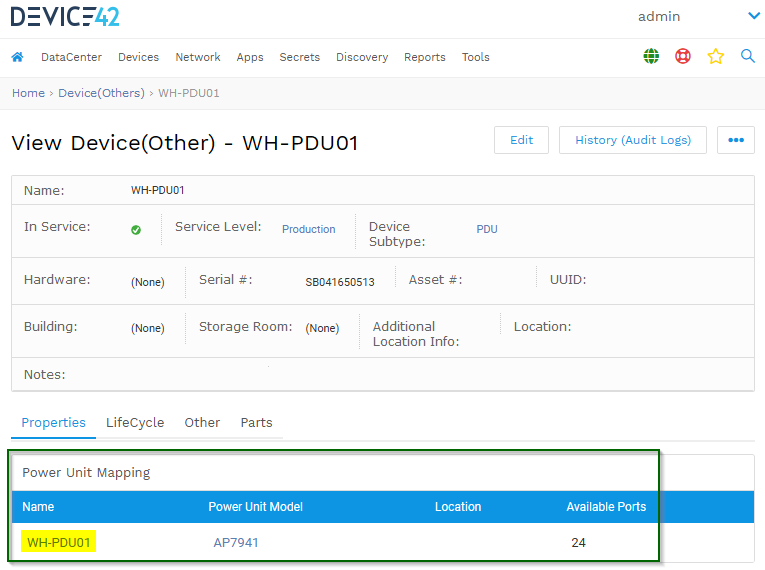 DEVICE42
admin
DataCenter Devices Network Apps Secrets Discovery Reports Tools
Home › Device(Others) › WH-PDU01
View Device(Other) - WH-PDU01
Edit
History (Audit Logs)
•••
Name: WH-PDU01
In Service: Service Level: Production Device Subtype: PDU
Hardware: (None) Serial #: SB041650513 Asset #: UUID:
Building: (None) Storage Room: (None) Additional Location Info: Location:
Notes:
Properties LifeCycle Other Parts
Power Unit Mapping
Name Power Unit Model Location Available Ports
WH-PDU01 AP7941 24